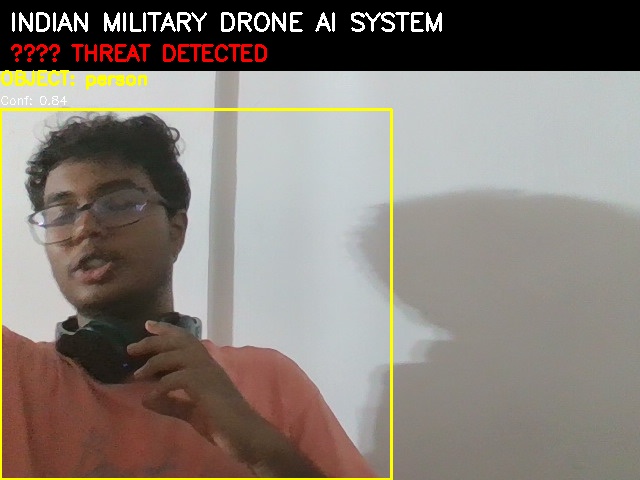 INDIAN MILITARY DRONE AI SYSTEM
???? THREAT DETECTED
OBJECT: person
Conf: 0.84